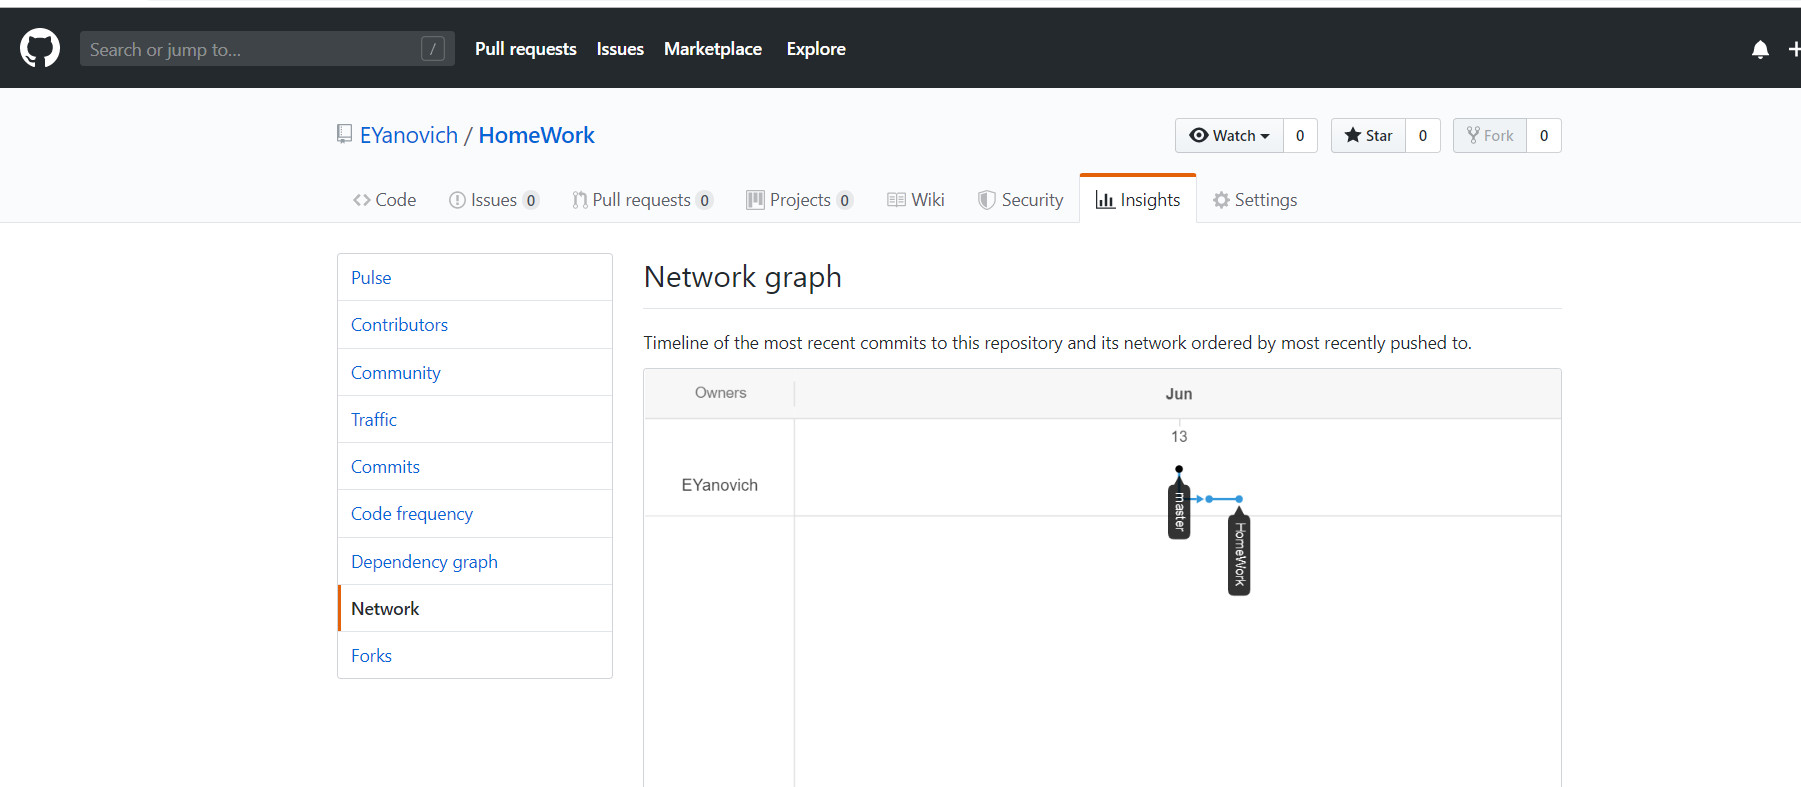 Search or jump to... /
Pull requests Issues Marketplace Explore
EYanovich / HomeWork
Watch 0 Star 0 Fork 0
Code Issues 0 Pull requests 0 Projects 0 Wiki Security Insights Settings
Pulse
Contributors
Community
Traffic
Commits
Code frequency
Dependency graph
Network
Forks
Network graph
Timeline of the most recent commits to this repository and its network ordered by most recently pushed to.
Owners Jun
13
EYanovich
master
HomeWork